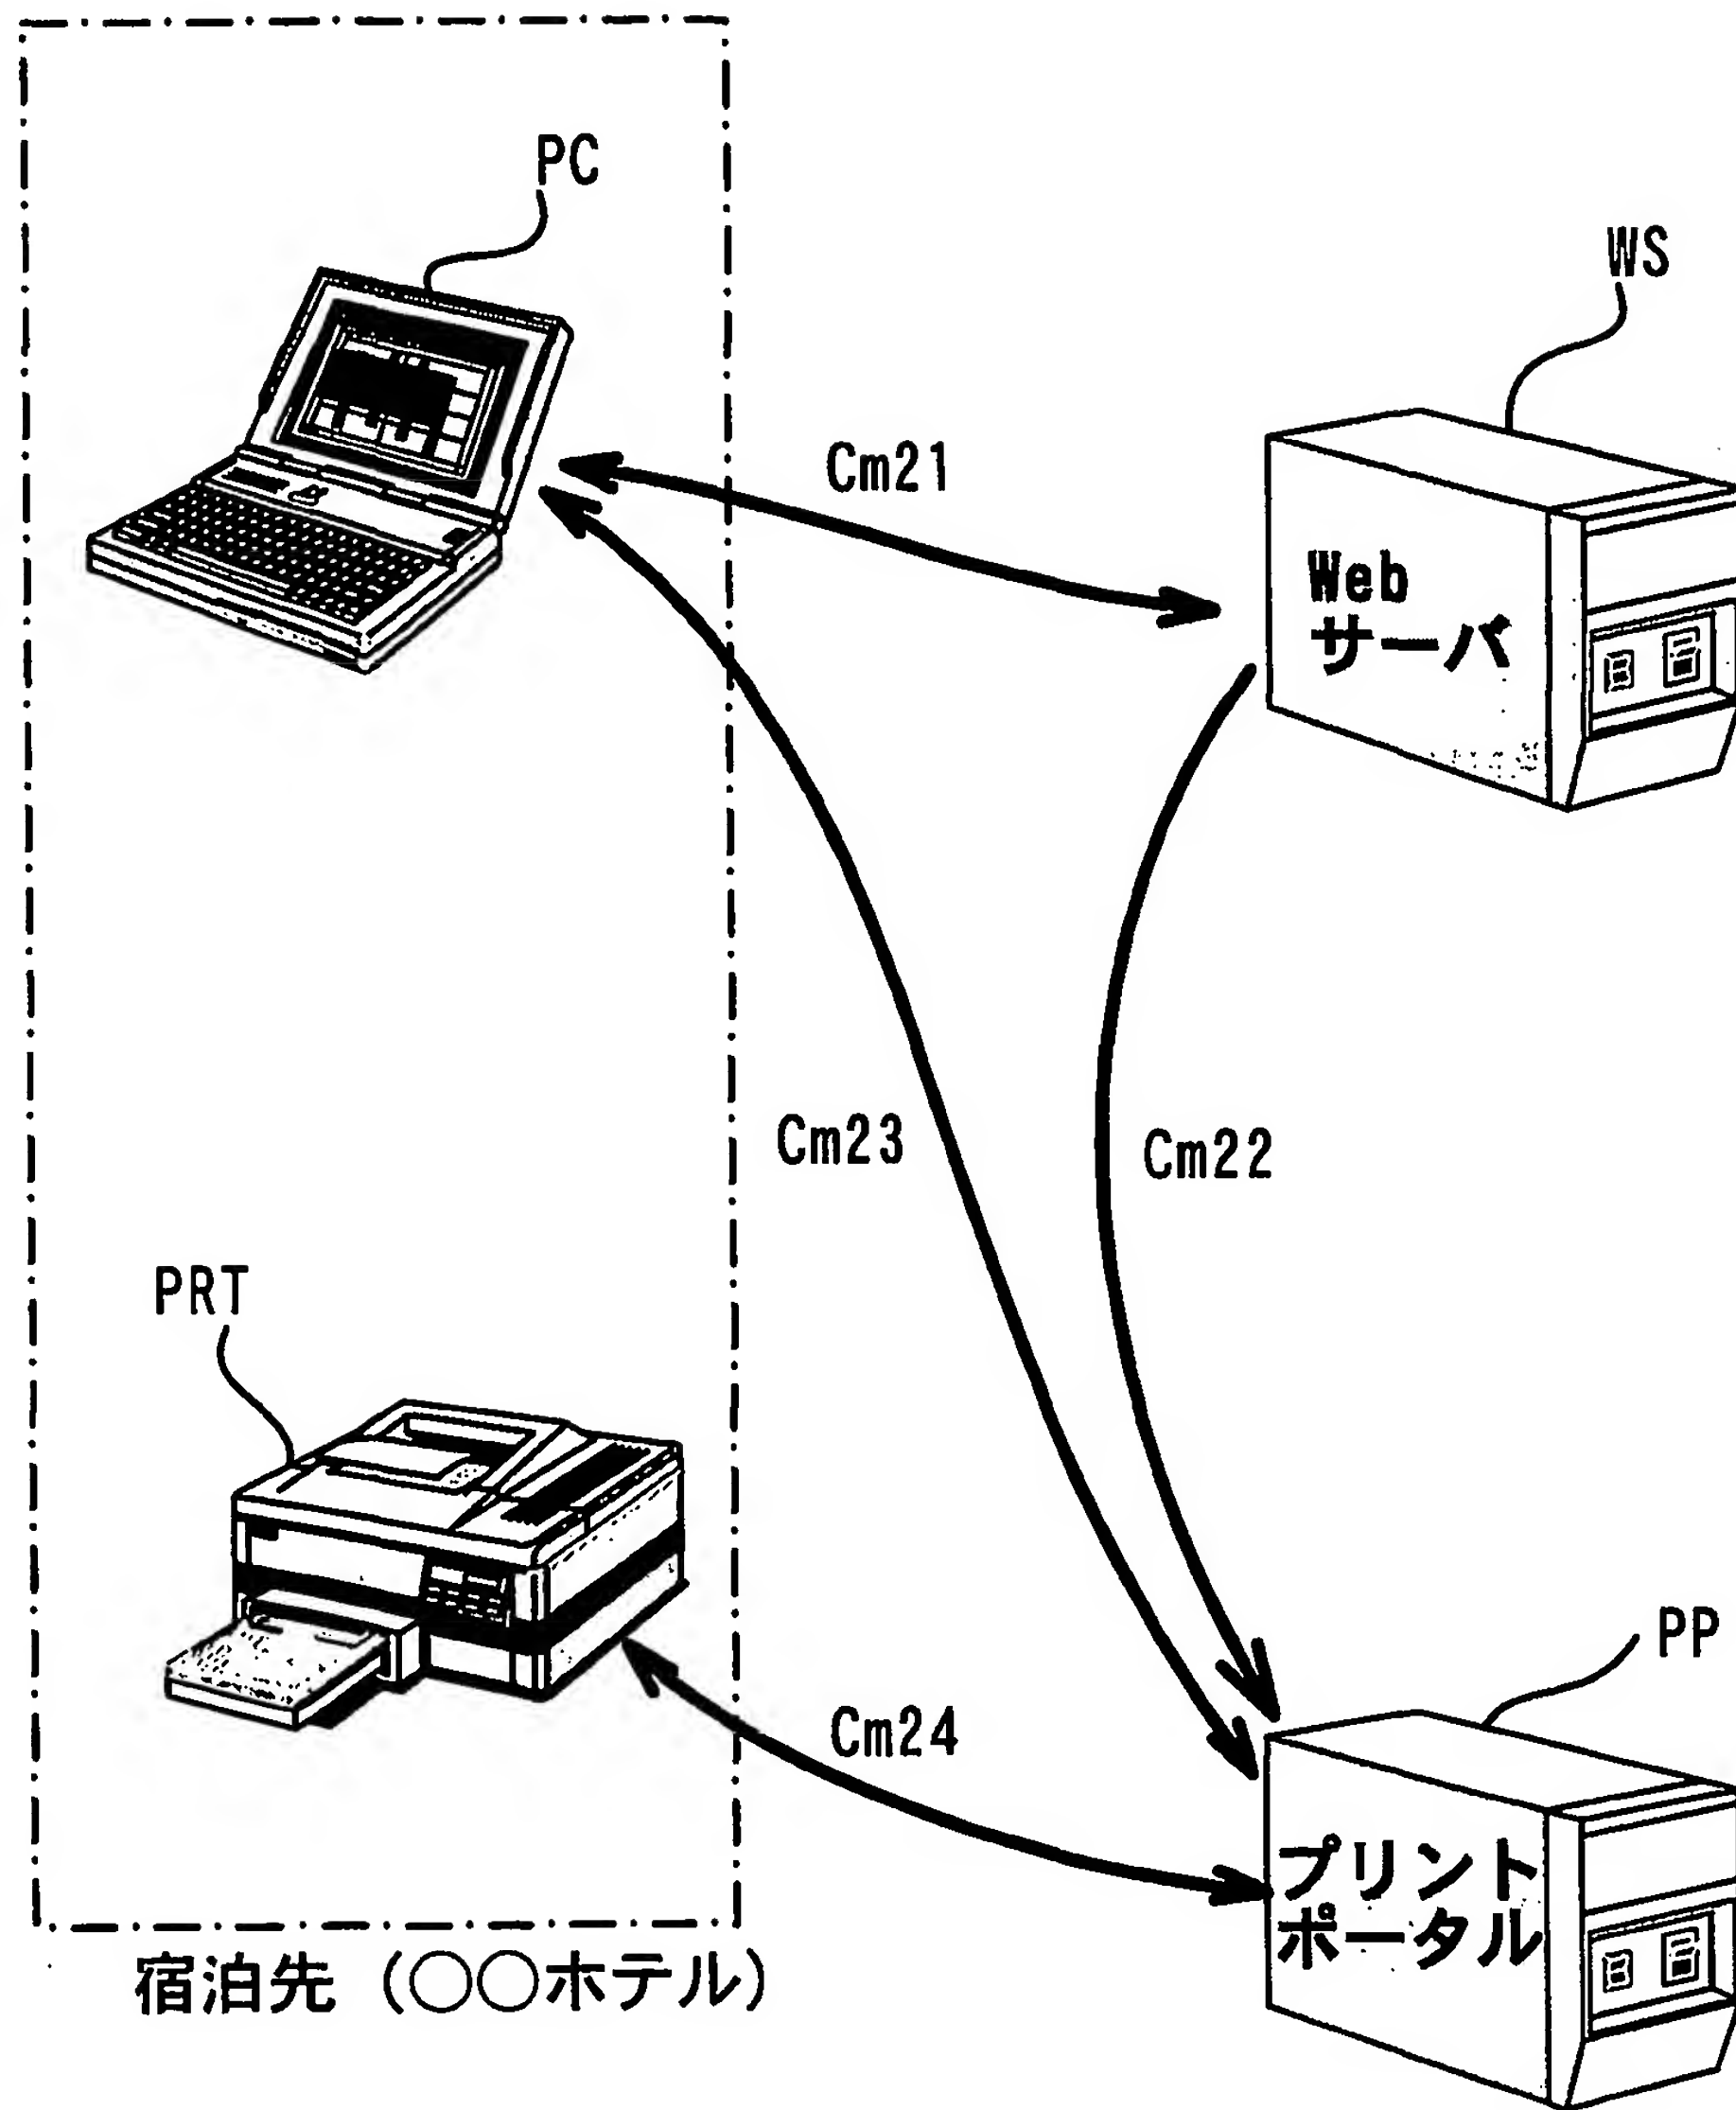 PC
WS
Cm21
Web
サーバ
Cm23
Cm22
PRT
PP
Cm24
プリント
ポータル
宿泊先 (○○ホテル)